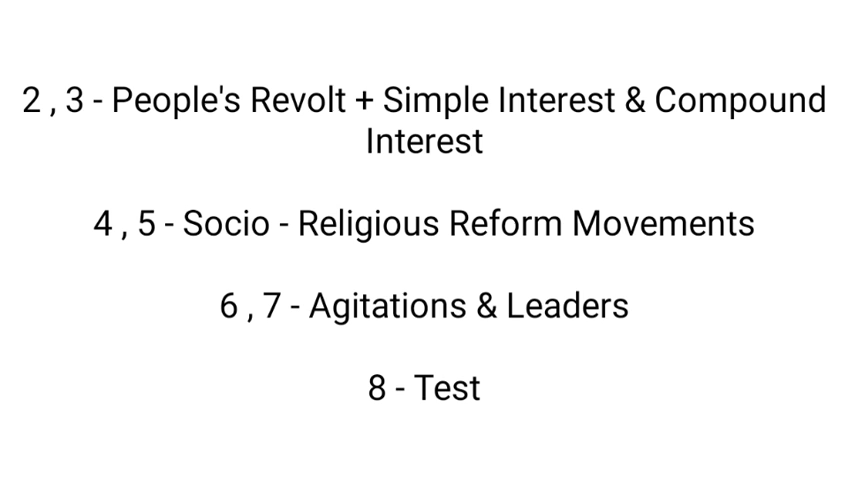 2 , 3 - People's Revolt + Simple Interest & Compound
Interest
4 , 5 - Socio - Religious Reform Movements
6 , 7 - Agitations & Leaders
8 - Test